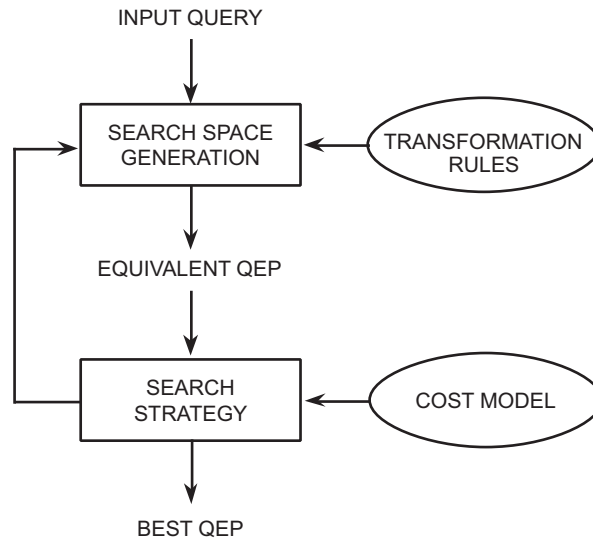 INPUT QUERY
SEARCH SPACE
GENERATION
TRANSFORMATION
RULES
EQUIVALENT QEP
SEARCH
STRATEGY
COST MODEL
BEST QEP